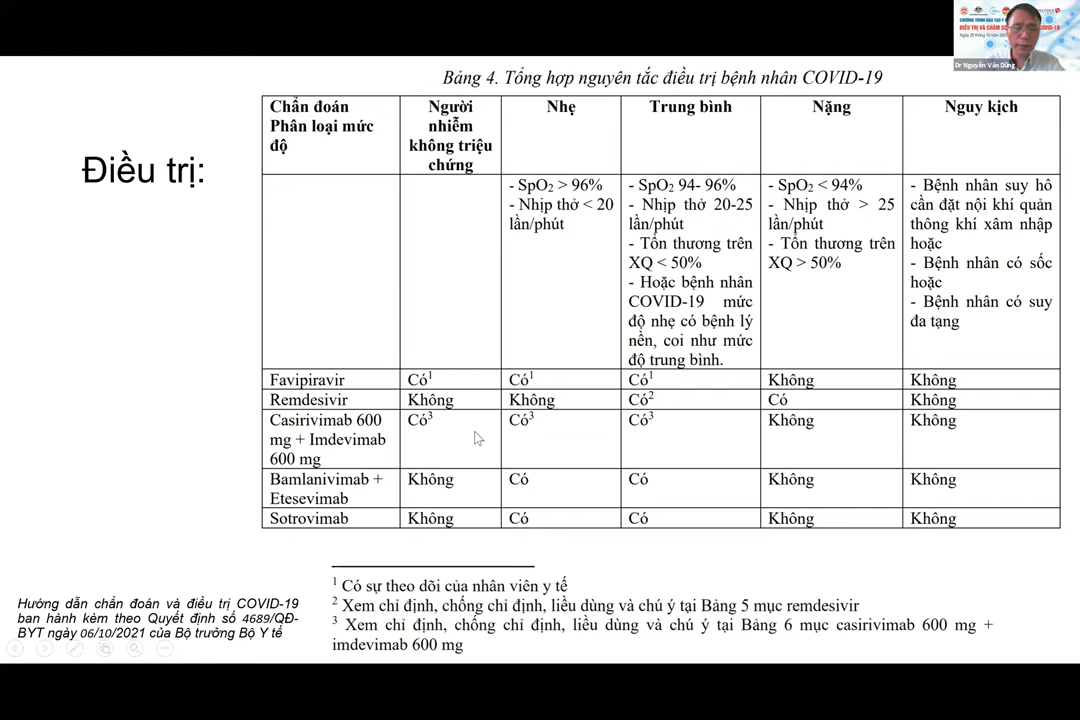 CHƯƠNG TRÌNH ĐÀO TẠO Y
ĐIỀU TRỊ VÀ CHĂM SÓ
COVID-19
Dr Nguyễn Văn Dũng
Bảng 4. Tổng hợp nguyên tắc điều trị bệnh nhân COVID-19
Điều trị:
Chẩn đoán
Phân loại mức
độ
Người
nhiễm
không triệu
chứng
Nhẹ
Trung bình
Nặng
Nguy kịch
- SpO2 > 96%
- Nhịp thở < 20
lần/phút
- SpO2 94- 96%
- Nhịp thở 20-25
lần/phút
- Tổn thương trên
XQ < 50%
- Hoặc bệnh nhân
COVID-19 mức
độ nhẹ có bệnh lý
nền, coi như mức
độ trung bình.
- SpO2 < 94%
- Nhịp thở > 25
lần/phút
- Tổn thương trên
XQ > 50%
- Bệnh nhân suy hô
cần đặt nội khí quản
thông khí xâm nhập
hoặc
- Bệnh nhân có sốc
hoặc
- Bệnh nhân có suy
đa tạng
Favipiravir Có1 Có1 Có1 Không Không
Remdesivir Không Không Có2 Có Không
Casirivimab 600 Có3 Có3 Có3 Không Không
mg + Imdevimab
600 mg
Bamlanivimab + Không Có Có Không Không
Etesevimab
Sotrovimab Không Có Có Không Không
1 Có sự theo dõi của nhân viên y tế
2 Xem chỉ định, chống chỉ định, liều dùng và chú ý tại Bảng 5 mục remdesivir
3 Xem chỉ định, chống chỉ định, liều dùng và chú ý tại Bảng 6 mục casirivimab 600 mg +
imdevimab 600 mg
Hướng dẫn chẩn đoán và điều trị COVID-19
ban hành kèm theo Quyết định số 4689/QĐ-
BYT ngày 06/10/2021 của Bộ trưởng Bộ Y tế